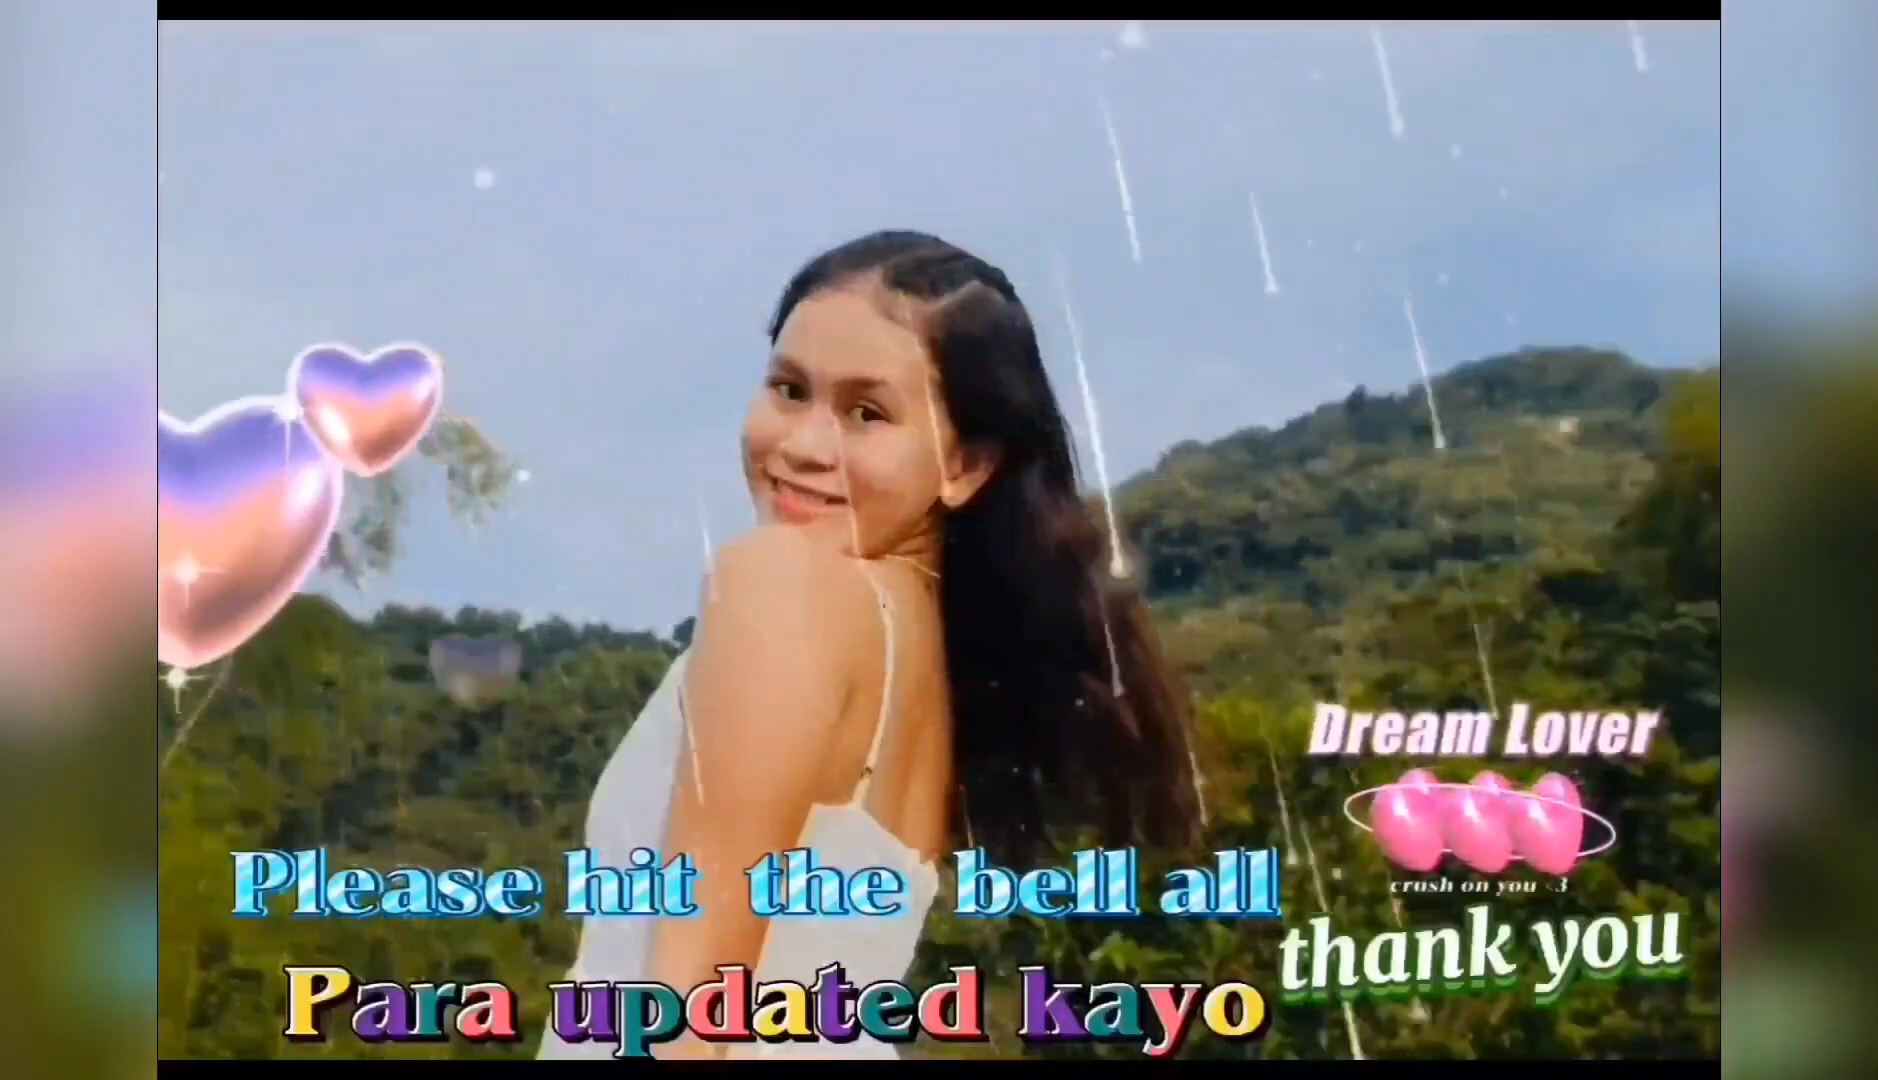 Dream Lover
crush on you <3
Please hit the bell all
thank you
Para updated kayo